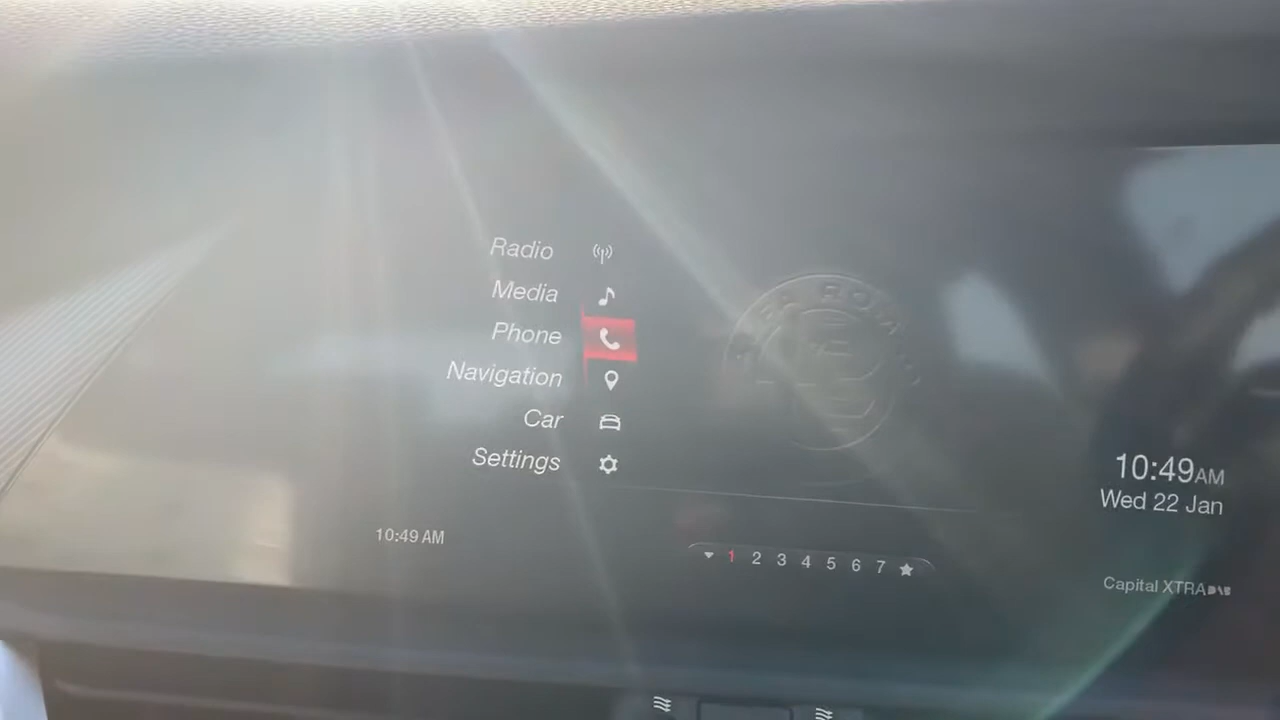 Radio
Media
Phone
Navigation
Car
Settings
10:49 AM
1 2 3 4 5 6 7
10:49AM
Wed 22 Jan
Capital XTRA